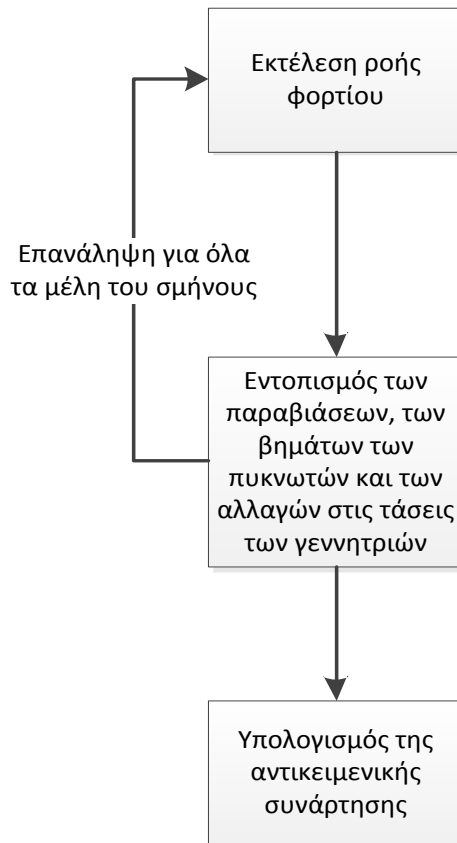 Εκτέλεση ροής
φορτίου
Επανάληψη για όλα
τα μέλη του σμήνους
Εντοπισμός των
παραβιάσεων, των
βημάτων των
πυκνωτών και των
αλλαγών στις τάσεις
των γεννητριών
Υπολογισμός της
αντικειμενικής
συνάρτησης